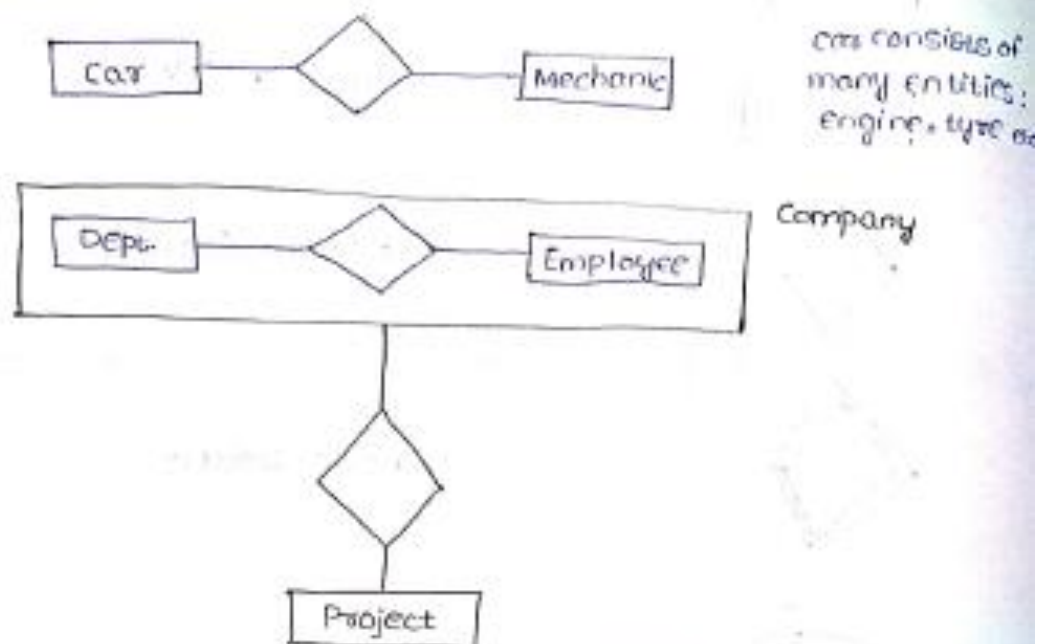 Car
Mechanic
car consists of
many entities:
engine, tyre
Company
Dept.
Employee
Project